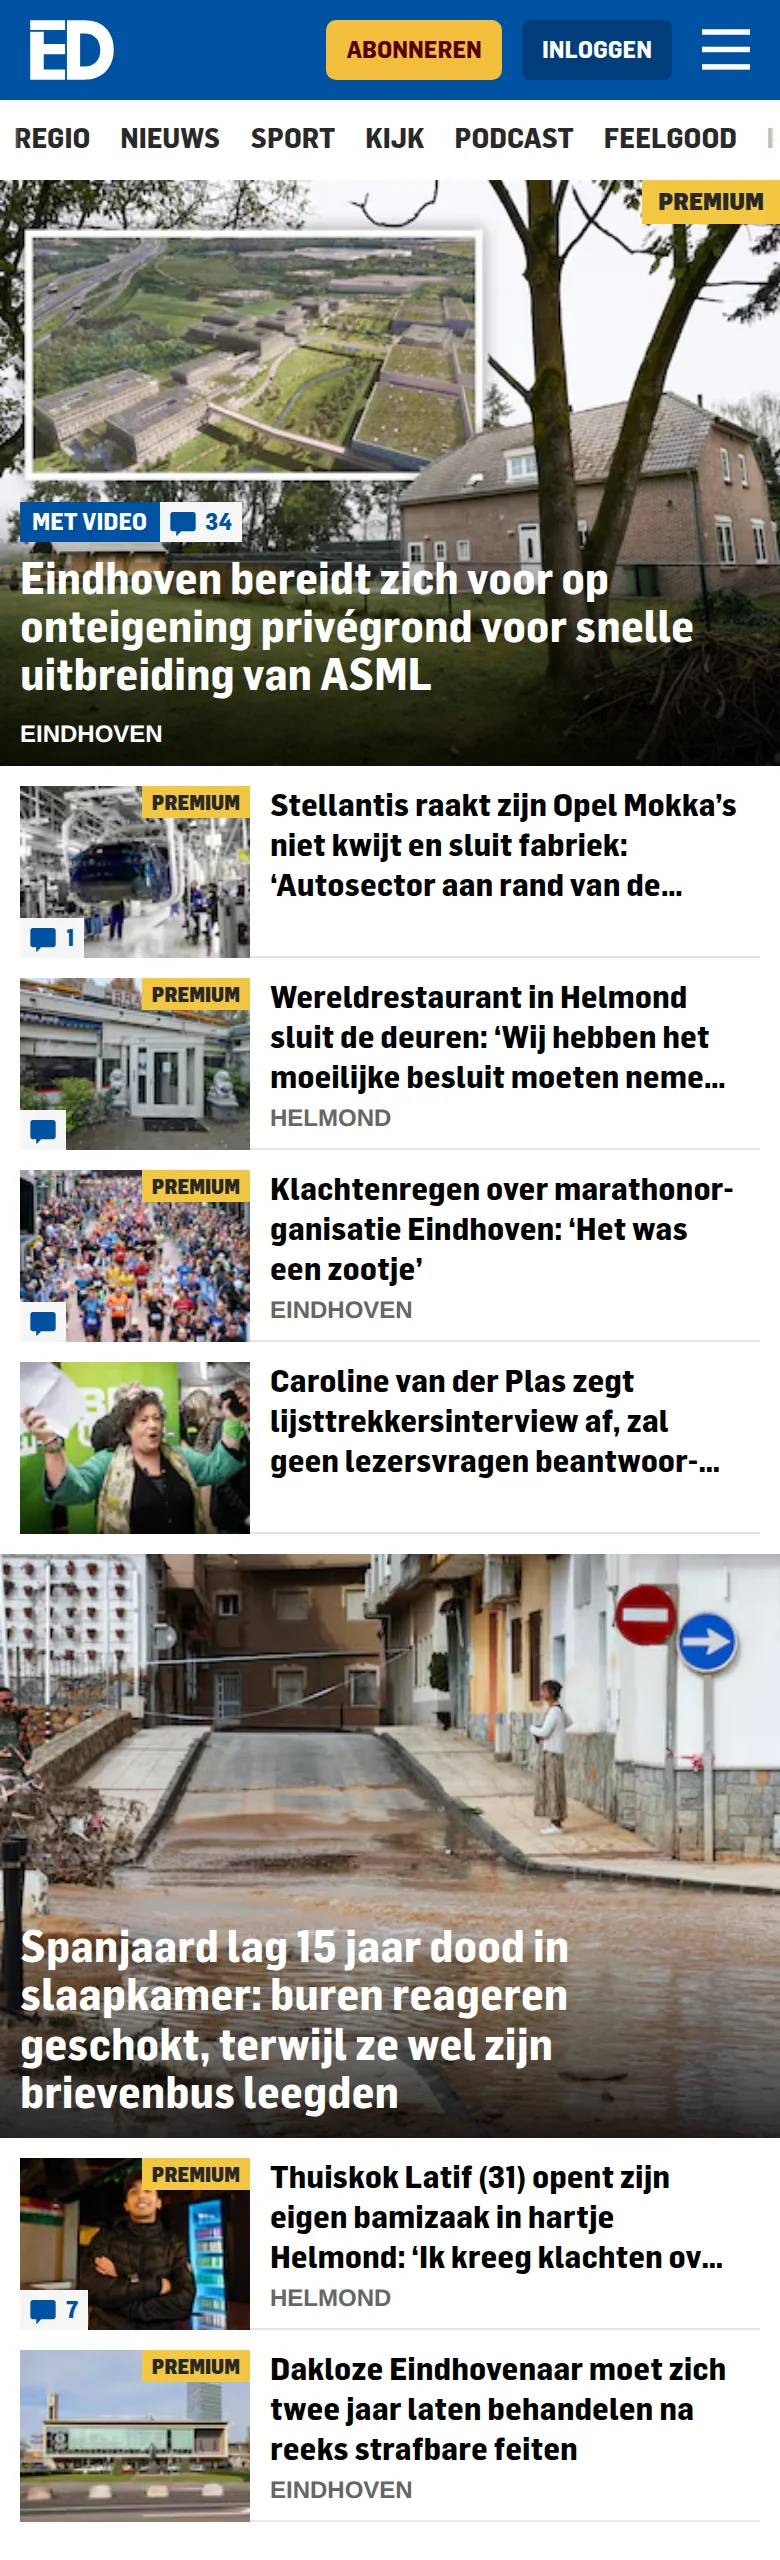 ED
ABONNEREN
INLOGGEN
REGIO NIEUWS SPORT KIJK PODCAST FEELGOOD
PREMIUM
MET VIDEO 34
Eindhoven bereidt zich voor op
onteigening privégrond voor snelle
uitbreiding van ASML
EINDHOVEN
PREMIUM
1
Stellantis raakt zijn Opel Mokka’s
niet kwijt en sluit fabriek:
‘Autosector aan rand van de...
PREMIUM
Wereldrestaurant in Helmond
sluit de deuren: ‘Wij hebben het
moeilijke besluit moeten neme...
HELMOND
PREMIUM
Klachtenregen over marathonor-
ganisatie Eindhoven: ‘Het was
een zootje’
EINDHOVEN
Caroline van der Plas zegt
lijsttrekkersinterview af, zal
geen lezersvragen beantwoor-...
Spanjaard lag 15 jaar dood in
slaapkamer: buren reageren
geschokt, terwijl ze wel zijn
brievenbus leegden
PREMIUM
7
Thuiskok Latif (31) opent zijn
eigen bamizaak in hartje
Helmond: ‘Ik kreeg klachten ov...
HELMOND
PREMIUM
Dakloze Eindhovenaar moet zich
twee jaar laten behandelen na
reeks strafbare feiten
EINDHOVEN